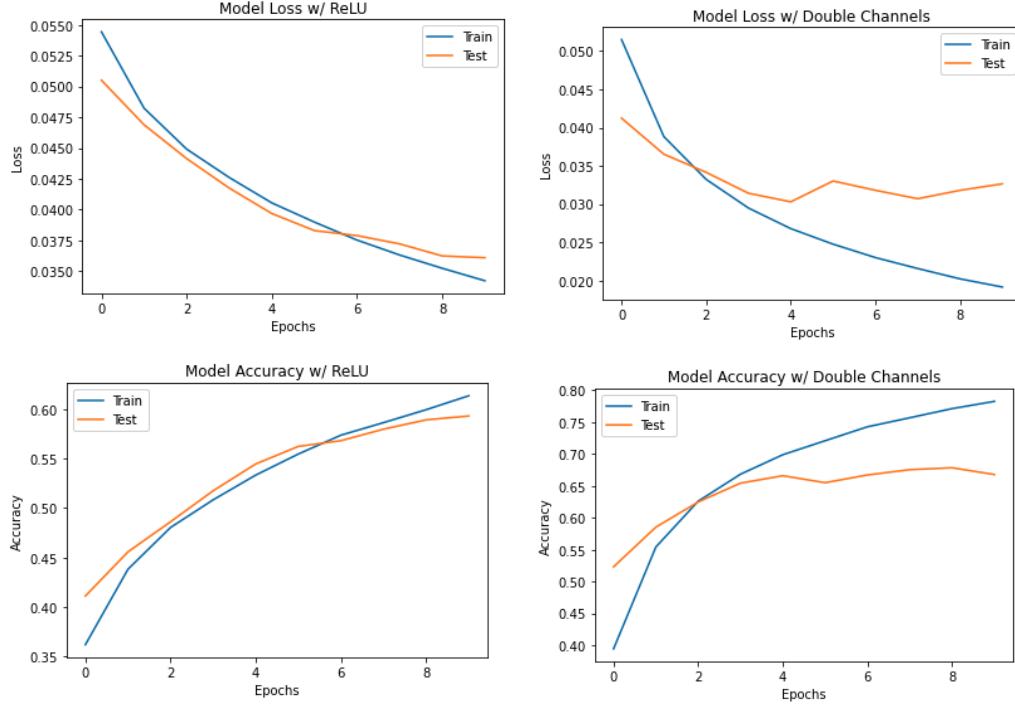 Model Loss w/ ReLU
0.0550
0.0525
0.0500
0.0475
0.0450
0.0425
0.0400
0.0375
0.0350
Loss
Train
Test
0 2 4 6 8
Epochs
Model Loss w/ Double Channels
0.050
0.045
0.040
0.035
0.030
0.025
0.020
Loss
Train
Test
0 2 4 6 8
Epochs
Model Accuracy w/ ReLU
0.60
0.55
0.50
0.45
0.40
0.35
Accuracy
Train
Test
0 2 4 6 8
Epochs
Model Accuracy w/ Double Channels
0.80
0.75
0.70
0.65
0.60
0.55
0.50
0.45
0.40
Accuracy
Train
Test
0 2 4 6 8
Epochs